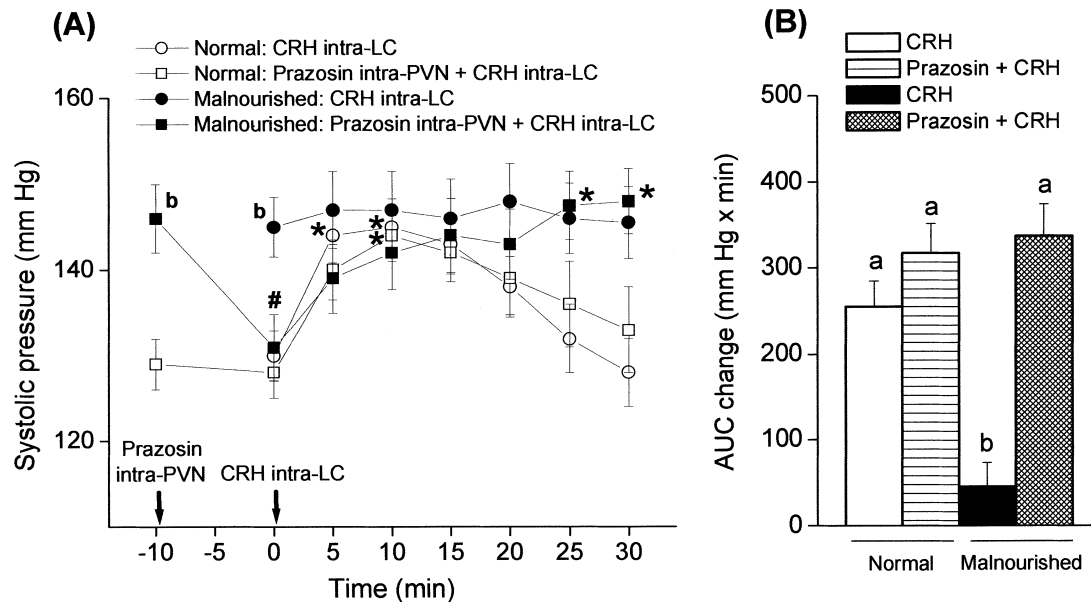 (A)
Normal: CRH intra-LC
Normal: Prazosin intra-PVN + CRH intra-LC
Malnourished: CRH intra-LC
Malnourished: Prazosin intra-PVN + CRH intra-LC
Systolic pressure (mm Hg)
160
140
120
b
b
#
*
*
*
*
*
Prazosin
intra-PVN
CRH intra-LC
-10 -5 0 5 10 15 20 25 30
Time (min)
(B)
CRH
Prazosin + CRH
CRH
Prazosin + CRH
AUC change (mm Hg x min)
500
400
300
200
100
0
a
a
b
a
Normal
Malnourished